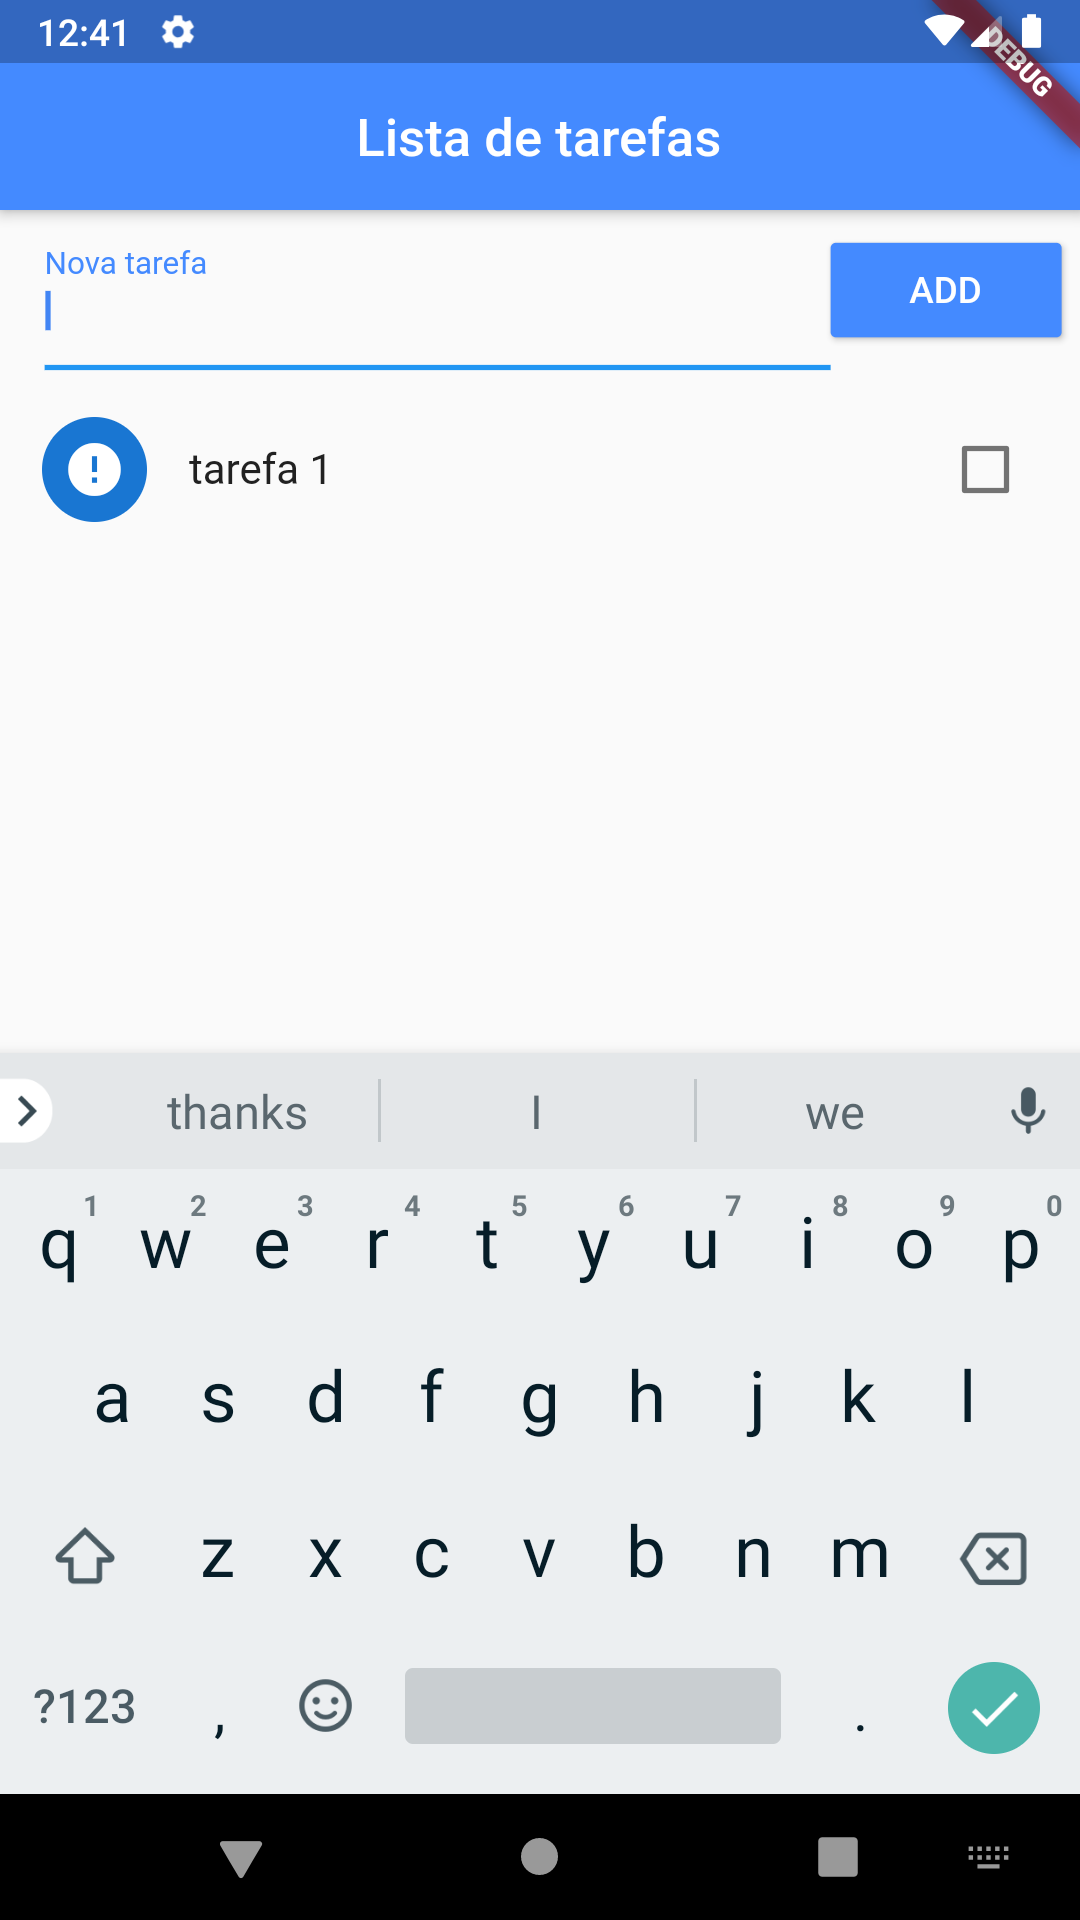 12:41
DEBUG
Lista de tarefas
Nova tarefa
ADD
tarefa 1
thanks I we
1 2 3 4 5 6 7 8 9 0
q w e r t y u i o p
a s d f g h j k l
z x c v b n m
?123 , .